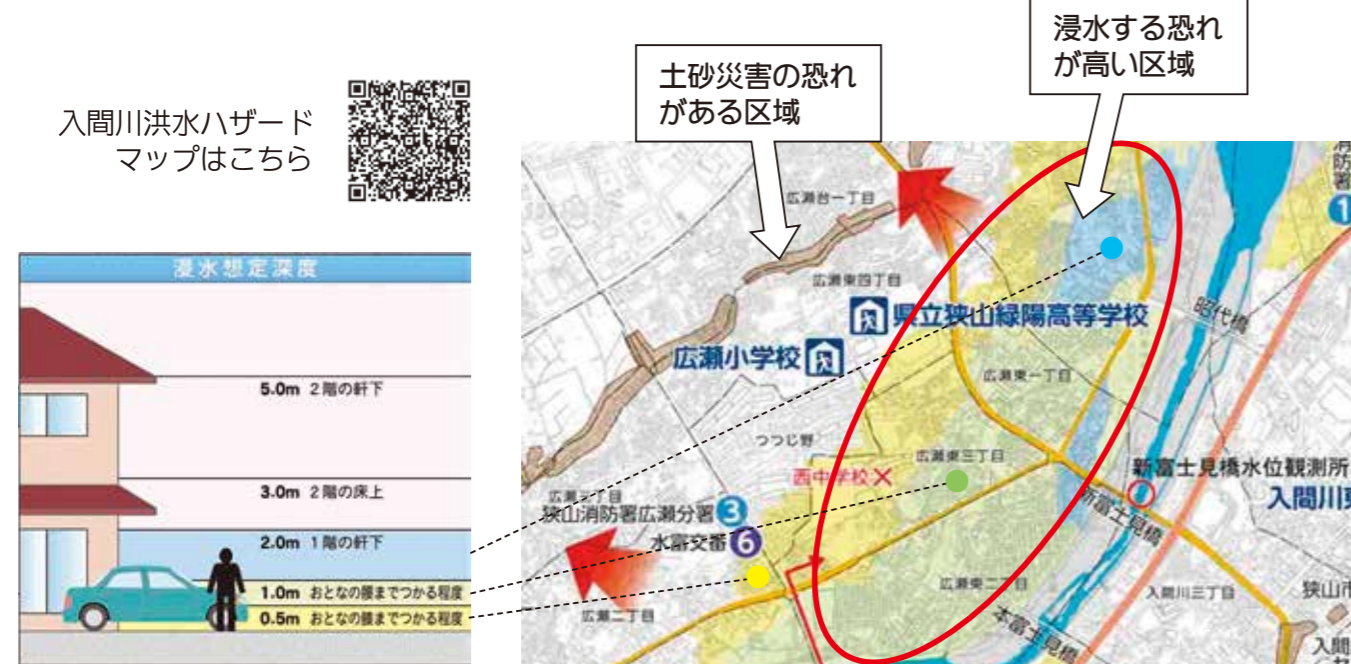 浸水する恐れ
が高い区域
土砂災害の恐れ
がある区域
入間川洪水ハザード
マップはこちら
浸水想定深度
5.0m 2階の軒下
3.0m 2階の床上
2.0m 1階の軒下
1.0m おとなの腰までつかる程度
0.5m おとなの膝までつかる程度
消防署
1
広瀬台一丁目
広瀬東四丁目
県立狭山緑陽高等学校
昭代橋
広瀬小学校
広瀬東一丁目
つつじ野
広瀬東三丁目
西中学校×
新富士見橋水位観測所
狭山消防署広瀬分署 3
入間川東
新富士見橋
水富交番 6
広瀬東二丁目
入間川三丁目
狭山市
広瀬二丁目
本富士見橋
入間